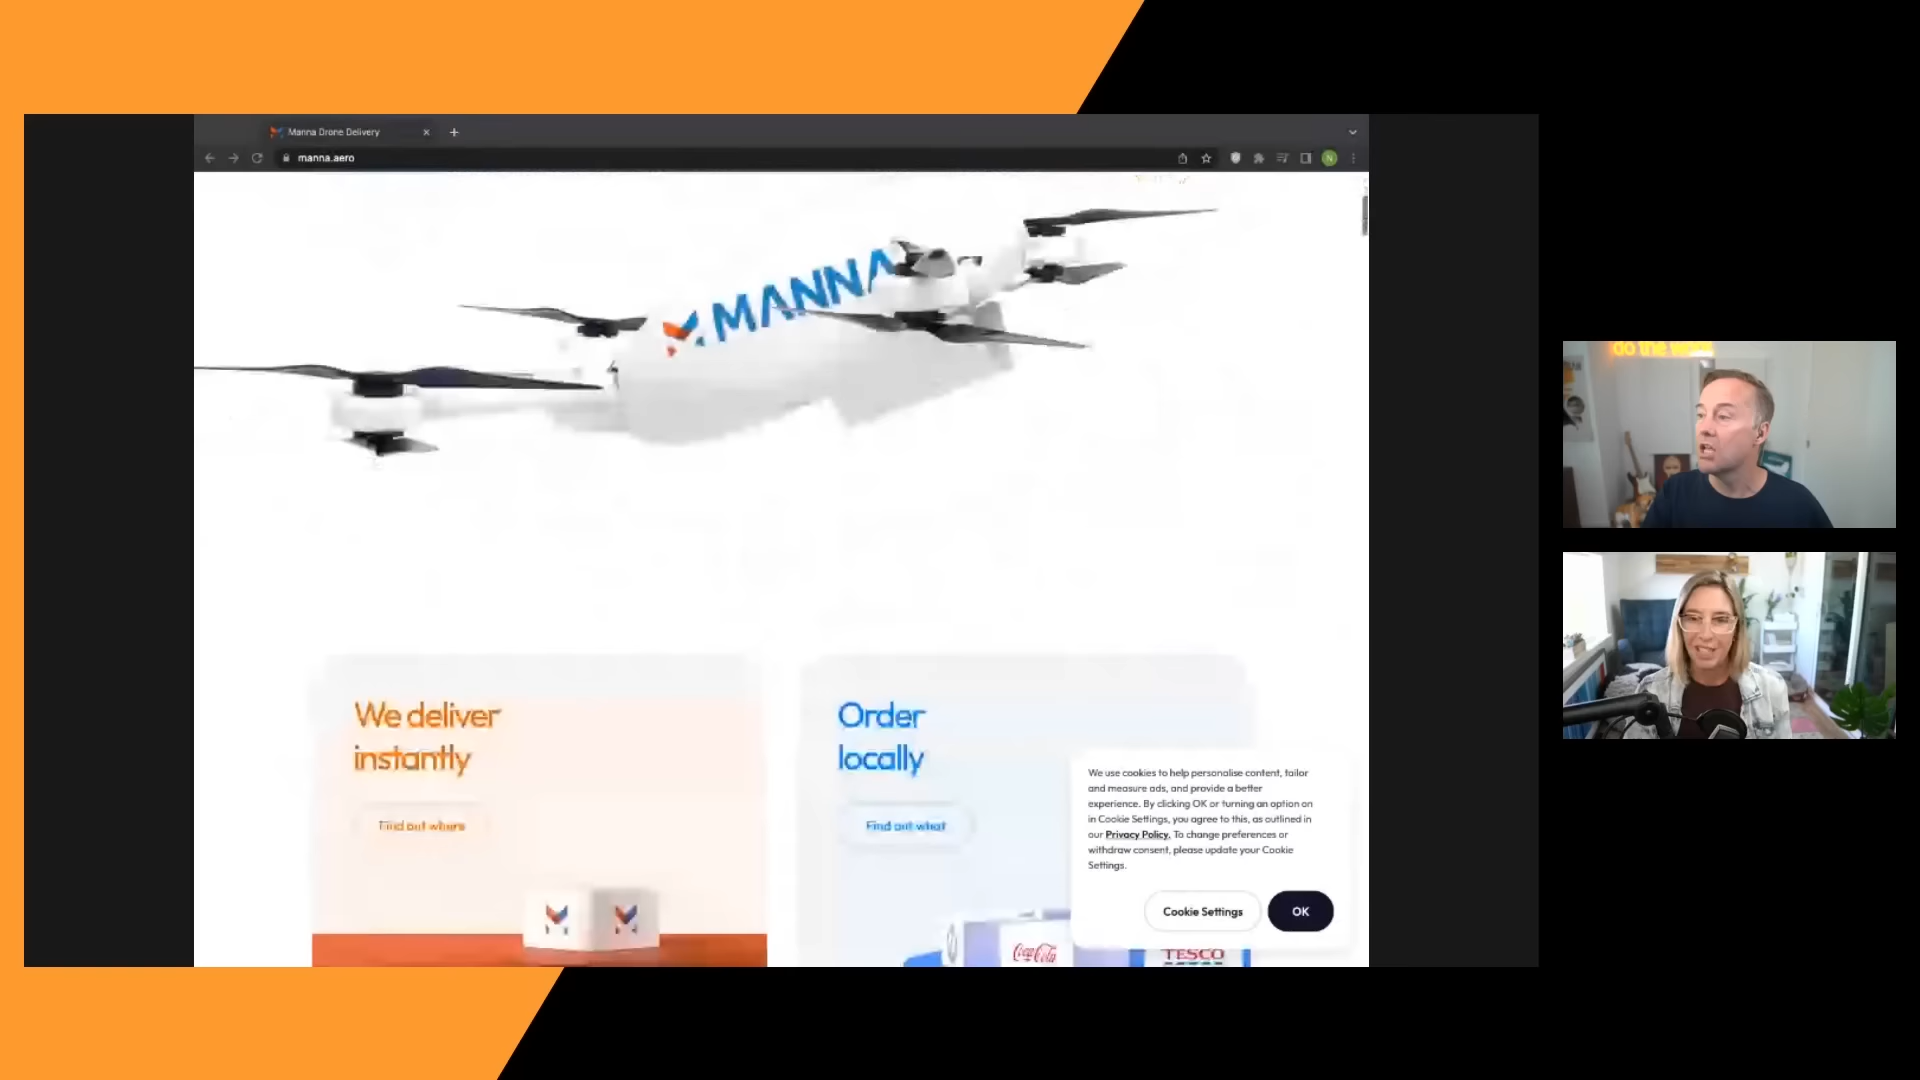 Manna Drone Delivery
manna.aero
N
MANNA
We deliver
instantly
Find out where
Order
locally
Find out what
We use cookies to help personalise content, tailor
and measure ads, and provide a better
experience. By clicking OK or turning an option on
in Cookie Settings, you agree to this, as outlined in
our Privacy Policy. To change preferences or
withdraw consent, please update your Cookie
Settings.
Cookie Settings
OK
Coca-Cola
TESCO
do the work